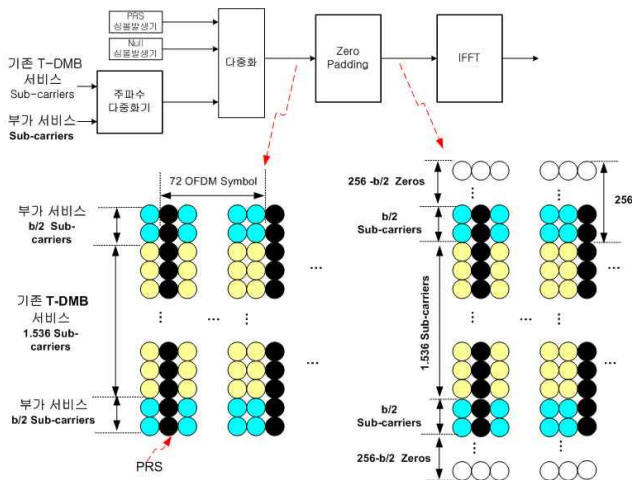 PRS
심볼발생기
Null
심볼발생기
기존 T-DMB
서비스
Sub-carriers
부가 서비스
Sub-carriers
주파수
다중화기
다중화
Zero
Padding
IFFT
72 OFDM Symbol
부가 서비스
b/2 Sub-
carriers
기존 T-DMB
서비스
1.536 Sub-
carriers
부가 서비스
b/2 Sub-carriers
PRS
...
...
...
...
...
256 -b/2 Zeros
b/2
Sub-carriers
1.536 Sub-carriers
b/2
Sub-carriers
256-b/2 Zeros
256
...
...
...
...
...
...
...
...
...